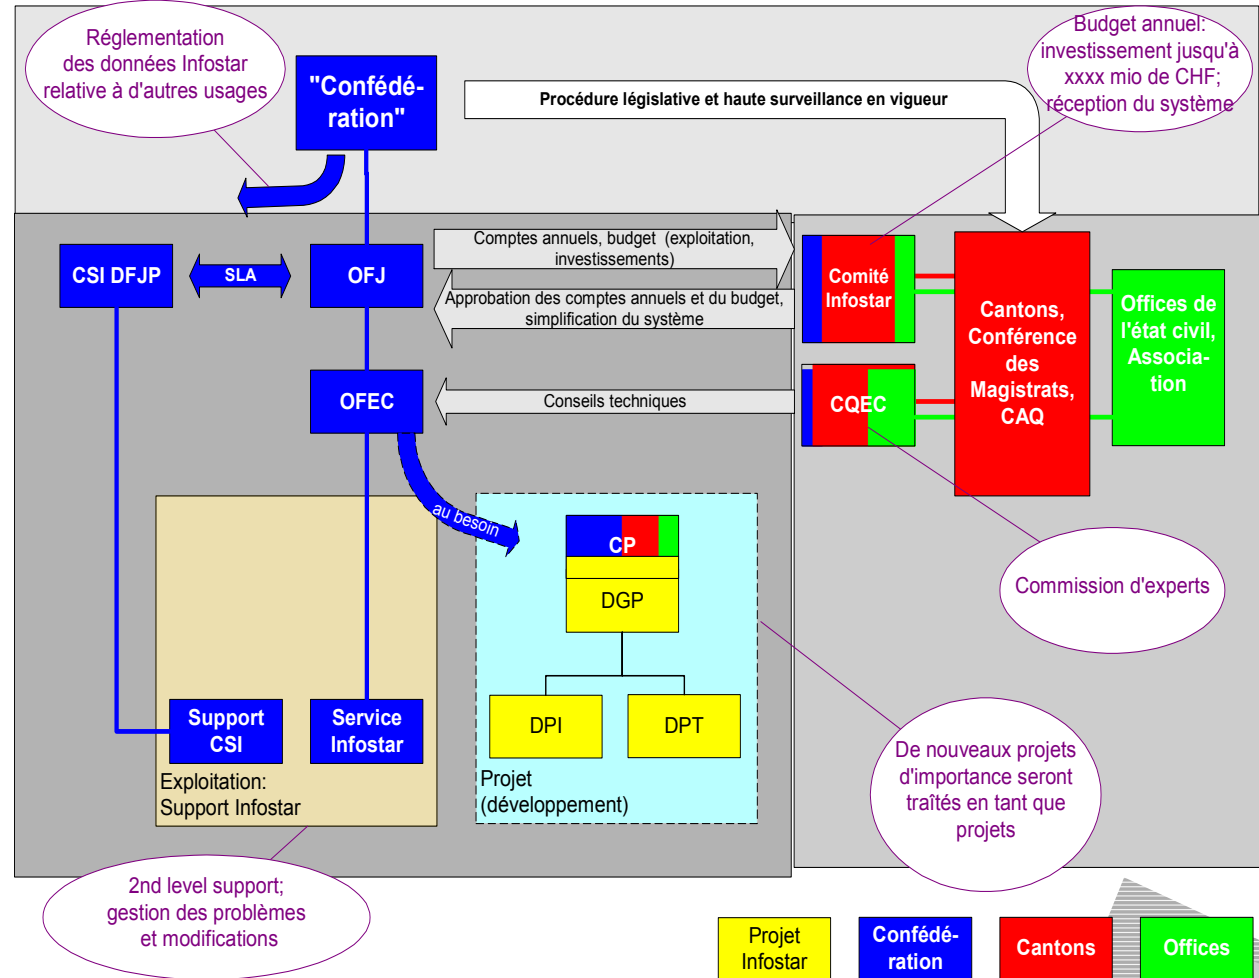 Réglementation
des données Infostar
relative à d'autres usages
"Confédé-
ration"
Procédure législative et haute surveillance en vigueur
Budget annuel:
investissement jusqu'à
xxxx mio de CHF;
réception du système
CSI DFJP
SLA
OFJ
Comptes annuels, budget (exploitation,
investissements)
Approbation des comptes annuels et du budget,
simplification du système
Comité
Infostar
Cantons,
Conférence
des
Magistrats,
CAQ
Offices de
l'état civil,
Associa-
tion
OFEC
Conseils techniques
CQEC
au besoin
CP
DGP
DPI
DPT
Projet
(développement)
Support
CSI
Service
Infostar
Exploitation:
Support Infostar
Commission d'experts
De nouveaux projets
d'importance seront
traîtés en tant que
projets
2nd level support;
gestion des problèmes
et modifications
Projet
Infostar
Confédé-
ration
Cantons
Offices